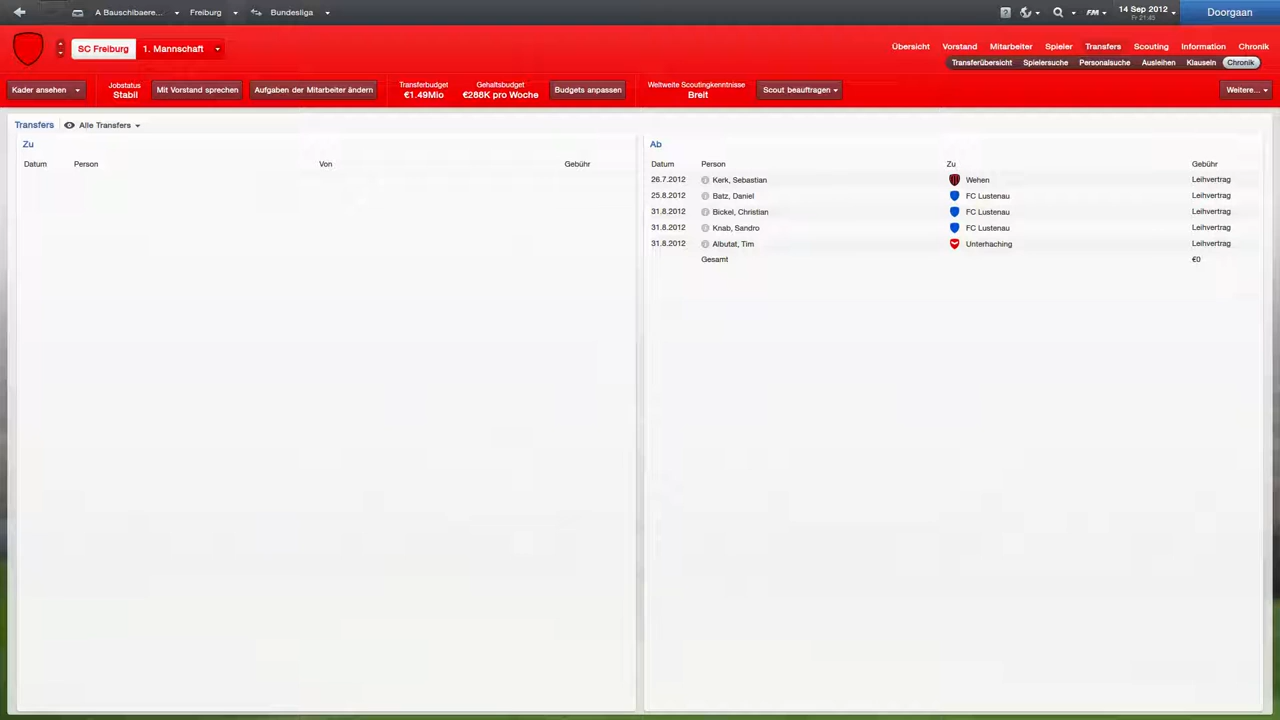 A Bauschibaere... Freiburg Bundesliga FM 14 Sep 2012 Fr 21:45 Doorgaan
SC Freiburg 1. Mannschaft Übersicht Vorstand Mitarbeiter Spieler Transfers Scouting Information Chronik
Transferübersicht Spielersuche Personalsuche Ausleihen Klauseln Chronik
Kader ansehen Jobstatus Stabil Mit Vorstand sprechen Aufgaben der Mitarbeiter ändern Transferbudget €1.49Mio Gehaltsbudget €288K pro Woche Budgets anpassen Weltweite Scoutingkenntnisse Breit Scout beauftragen Weitere...
Transfers Alle Transfers
Zu
Datum Person Von Gebühr
Ab
Datum Person Zu Gebühr
26.7.2012 Kerk, Sebastian Wehen Leihvertrag
25.8.2012 Batz, Daniel FC Lustenau Leihvertrag
31.8.2012 Bickel, Christian FC Lustenau Leihvertrag
31.8.2012 Knab, Sandro FC Lustenau Leihvertrag
31.8.2012 Albutat, Tim Unterhaching Leihvertrag
Gesamt €0